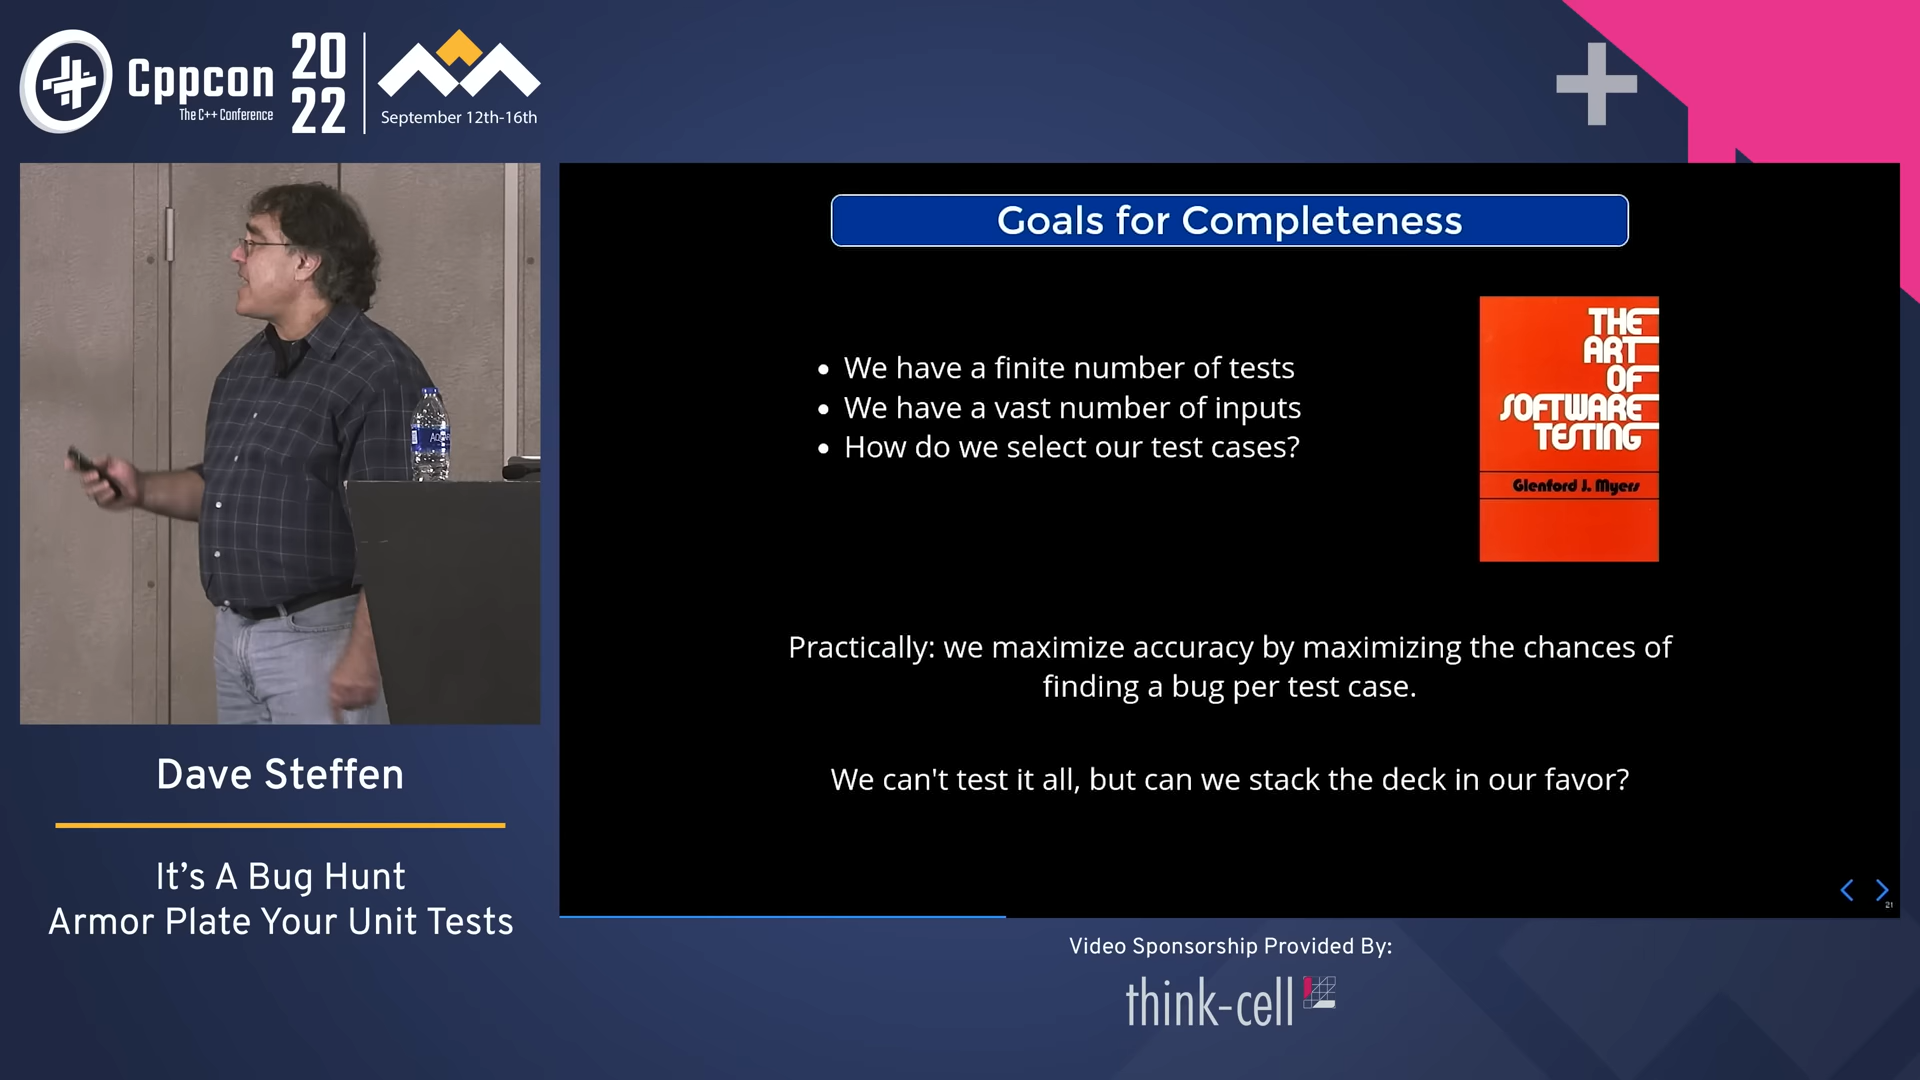 Cppcon
The C++ Conference
20
22
September 12th-16th
Goals for Completeness
We have a finite number of tests
We have a vast number of inputs
How do we select our test cases?
THE
ART
OF
SOFTWARE
TESTING
Glenford J. Myers
Practically: we maximize accuracy by maximizing the chances of
finding a bug per test case.
We can't test it all, but can we stack the deck in our favor?
21
Dave Steffen
It's A Bug Hunt
Armor Plate Your Unit Tests
Video Sponsorship Provided By:
think-cell